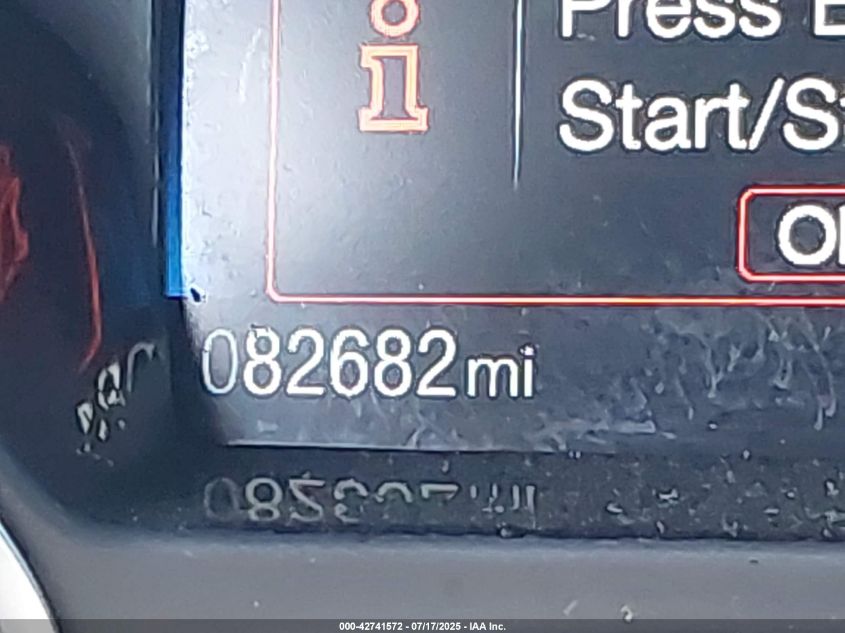 Press
Start/
082682mi
000-42741572 - 07/17/2025 - IAA Inc.